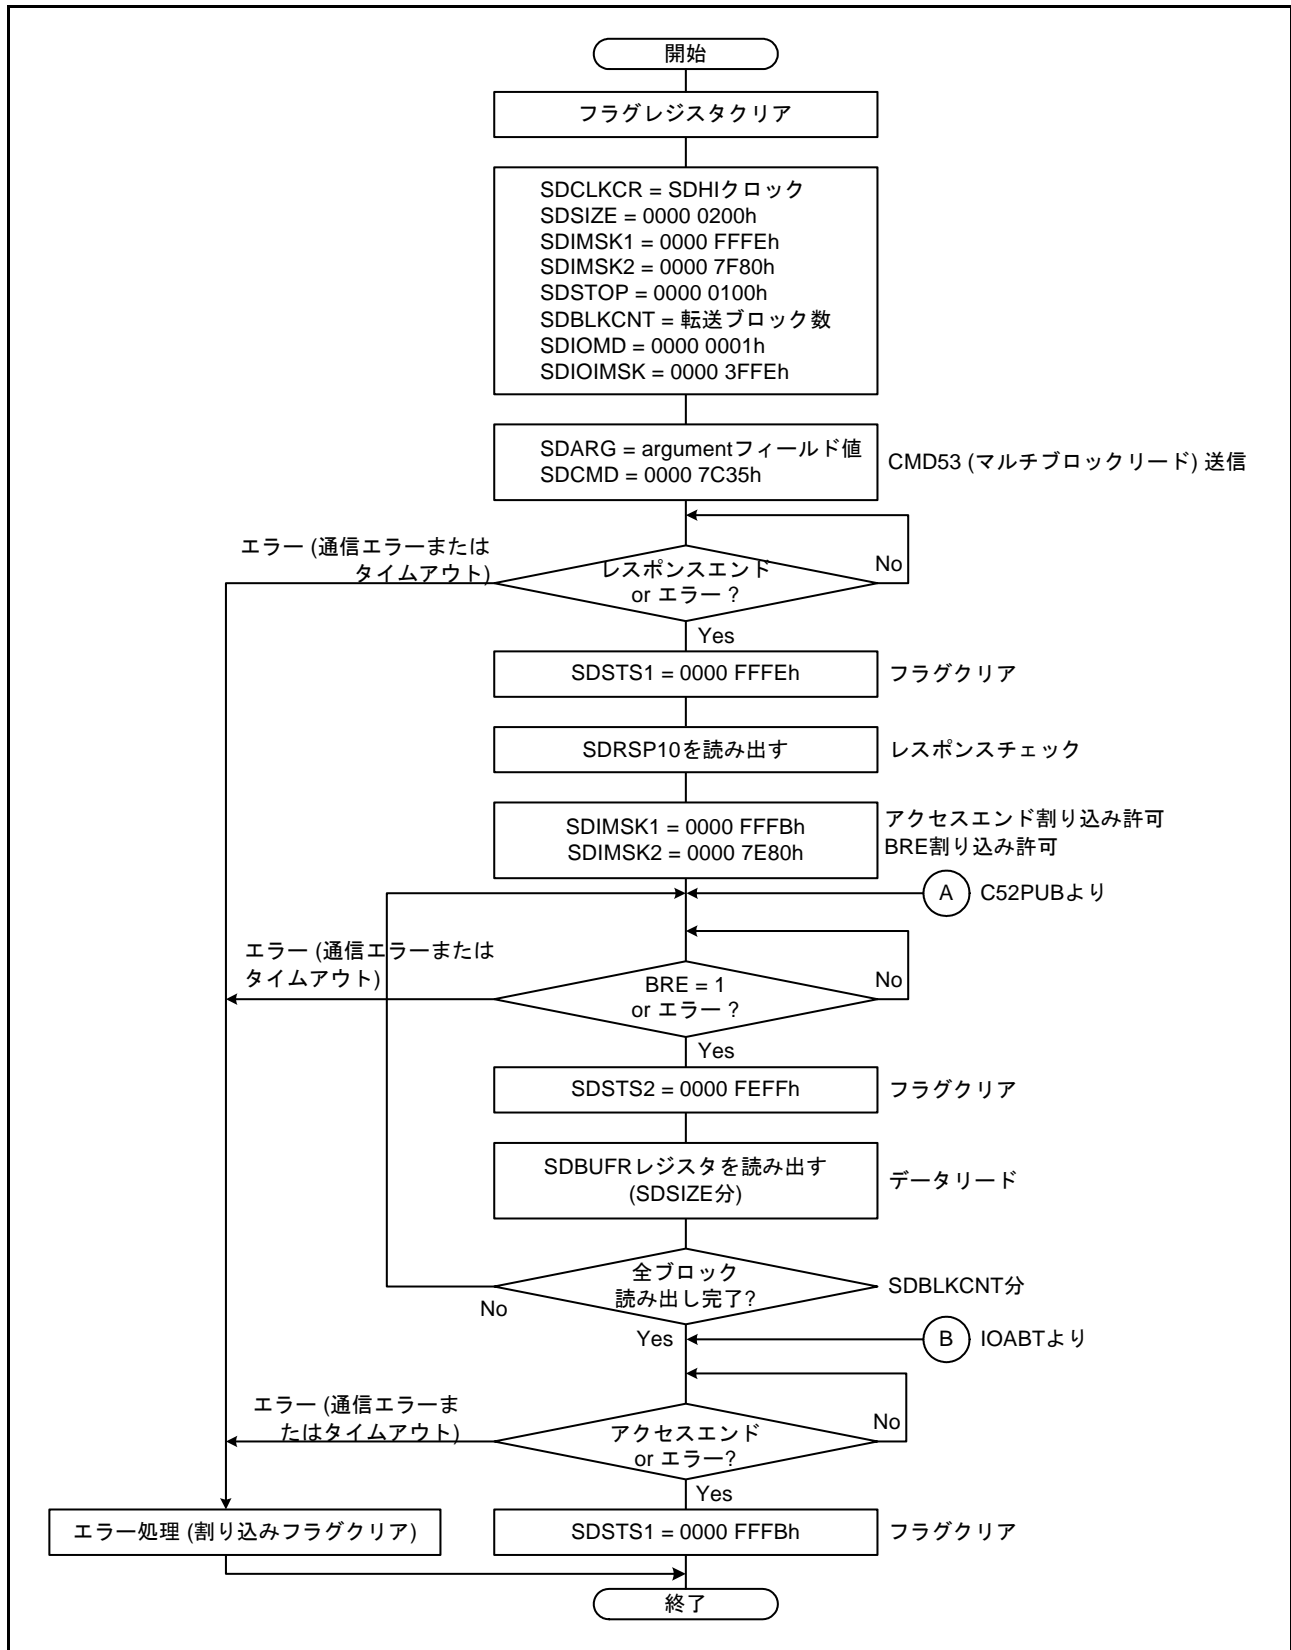 開始
フラグレジスタクリア
SDCLKCR = SDHIクロック
SDSIZE = 0000 0200h
SDIMSK1 = 0000 FFFEh
SDIMSK2 = 0000 7F80h
SDSTOP = 0000 0100h
SDBLKCNT = 転送ブロック数
SDIOMD = 0000 0001h
SDIOIMSK = 0000 3FFEh
SDARG = argumentフィールド値
SDCMD = 0000 7C35h
CMD53 (マルチブロックリード) 送信
エラー (通信エラーまたは
タイムアウト)
レスポンスエンド
or エラー ?
No
Yes
SDSTS1 = 0000 FFFEh
フラグクリア
SDRSP10を読み出す
レスポンスチェック
SDIMSK1 = 0000 FFFBh
SDIMSK2 = 0000 7E80h
アクセスエンド割り込み許可
BRE割り込み許可
A
C52PUBより
エラー (通信エラーまたは
タイムアウト)
BRE = 1
or エラー ?
No
Yes
SDSTS2 = 0000 FEFFh
フラグクリア
SDBUFRレジスタを読み出す
(SDSIZE分)
データリード
全ブロック
読み出し完了?
SDBLKCNT分
No
Yes
B
IOABTより
エラー (通信エラーま
たはタイムアウト)
アクセスエンド
or エラー?
No
Yes
エラー処理 (割り込みフラグクリア)
SDSTS1 = 0000 FFFBh
フラグクリア
終了